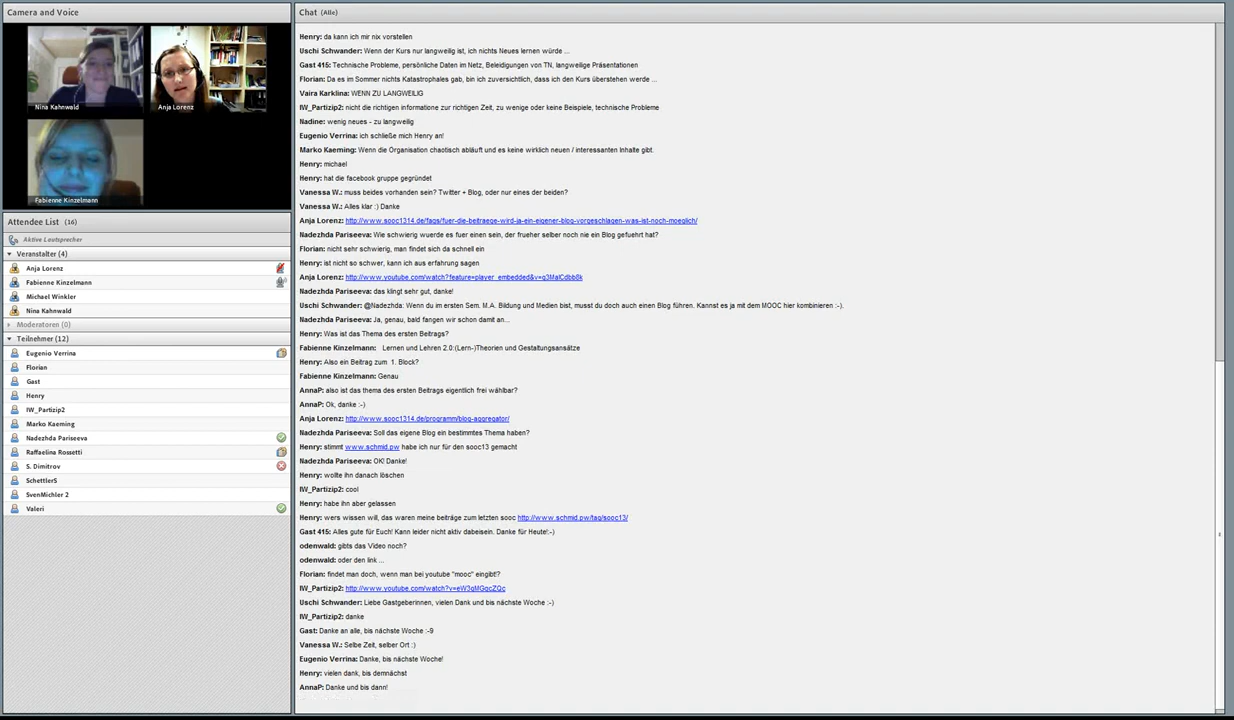 Camera and Voice
Nina Kahnwald
Anja Lorenz
Fabienne Kinzelmann
Attendee List (16)
Aktive Lautsprecher
Veranstalter (4)
Anja Lorenz
Fabienne Kinzelmann
Michael Winkler
Nina Kahnwald
Moderatoren (0)
Teilnehmer (12)
Eugenio Verrina
Florian
Gast
Henry
IW_Partizip2
Marko Kaeming
Nadezhda Pariseeva
Raffaelina Rossetti
S. Dimitrov
SchettlerS
SvenMichler 2
Valeri
Chat (Alle)
Henry: da kann ich mir nix vorstellen
Uschi Schwander: Wenn der Kurs nur langweilig ist, ich nichts Neues lernen würde ...
Gast 415: Technische Probleme, persönliche Daten im Netz, Beleidigungen von TN, langweilige Präsentationen
Florian: Da es im Sommer nichts Katastrophales gab, bin ich zuversichtlich, dass ich den Kurs überstehen werde ...
Vaira Karklina: WENN ZU LANGWEILIG
IW_Partizip2: nicht die richtigen informatione zur richtigen Zeit, zu wenige oder keine Beispiele, technische Probleme
Nadine: wenig neues - zu langweilig
Eugenio Verrina: ich schließe mich Henry an!
Marko Kaeming: Wenn die Organisation chaotisch abläuft und es keine wirklich neuen / interessanten Inhalte gibt.
Henry: michael
Henry: hat die facebook gruppe gegründet
Vanessa W.: muss beides vorhanden sein? Twitter + Blog, oder nur eines der beiden?
Vanessa W.: Alles klar :) Danke
Anja Lorenz: http://www.sooc1314.de/faqs/fuer-die-beitraege-wird-ja-ein-eigener-blog-vorgeschlagen-was-ist-noch-moeglich/
Nadezhda Pariseeva: Wie schwierig wuerde es fuer einen sein, der frueher selber noch nie ein Blog gefuehrt hat?
Florian: nicht sehr schwierig, man findet sich da schnell ein
Henry: ist nicht so schwer, kann ich aus erfahrung sagen
Anja Lorenz: http://www.youtube.com/watch?feature=player_embedded&v=q3MalCdbb8k
Nadezhda Pariseeva: das klingt sehr gut, danke!
Uschi Schwander: @Nadezhda: Wenn du im ersten Sem. M.A. Bildung und Medien bist, musst du doch auch einen Blog führen. Kannst es ja mit dem MOOC hier kombinieren :-).
Nadezhda Pariseeva: Ja, genau, bald fangen wir schon damit an...
Henry: Was ist das Thema des ersten Beitrags?
Fabienne Kinzelmann: Lernen und Lehren 2.0:(Lern-)Theorien und Gestaltungsansätze
Henry: Also ein Beitrag zum 1. Block?
Fabienne Kinzelmann: Genau
AnnaP: also ist das thema des ersten Beitrags eigentlich frei wählbar?
AnnaP: Ok, danke :-).
Anja Lorenz: http://www.sooc1314.de/programm/blog-aggregator/
Nadezhda Pariseeva: Soll das eigene Blog ein bestimmtes Thema haben?
Henry: stimmt www.schmid.pw habe ich nur für den sooc13 gemacht
Nadezhda Pariseeva: OK! Danke!
Henry: wollte ihn danach löschen
IW_Partizip2: cool
Henry: habe ihn aber gelassen
Henry: wers wissen will, das waren meine beiträge zum letzten sooc http://www.schmid.pw/tag/sooc13/
Gast 415: Alles gute für Euch! Kann leider nicht aktiv dabeisein. Danke für Heute!:-)
odenwald: gibts das Video noch?
odenwald: oder den link ...
Florian: findet man doch, wenn man bei youtube "mooc" eingibt!?
IW_Partizip2: http://www.youtube.com/watch?v=eW3gMGqcZQc
Uschi Schwander: Liebe Gastgeberinnen, vielen Dank und bis nächste Woche :-)
IW_Partizip2: danke
Gast: Danke an alle, bis nächste Woche :-9
Vanessa W.: Selbe Zeit, selber Ort :)
Eugenio Verrina: Danke, bis nächste Woche!
Henry: vielen dank, bis demnächst
AnnaP: Danke und bis dann!